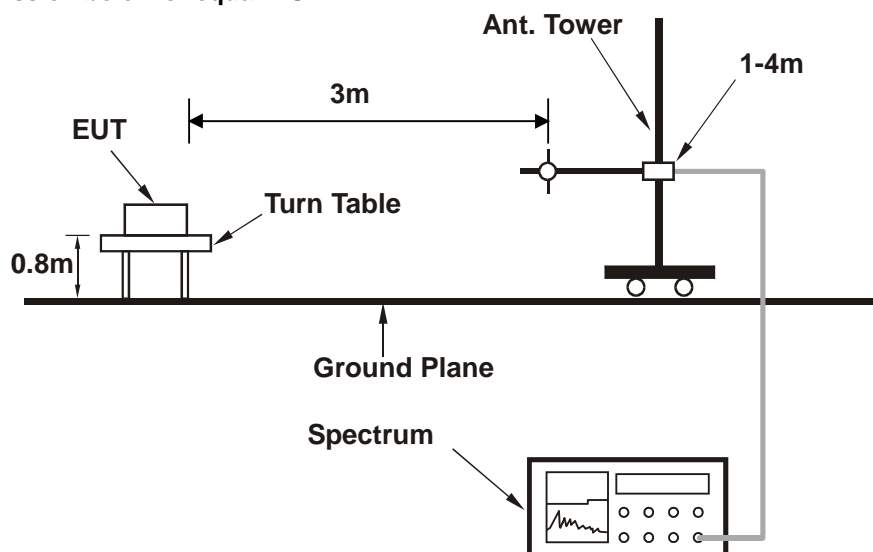 Ant. Tower
1-4m
3m
EUT
Turn Table
0.8m
Ground Plane
Spectrum